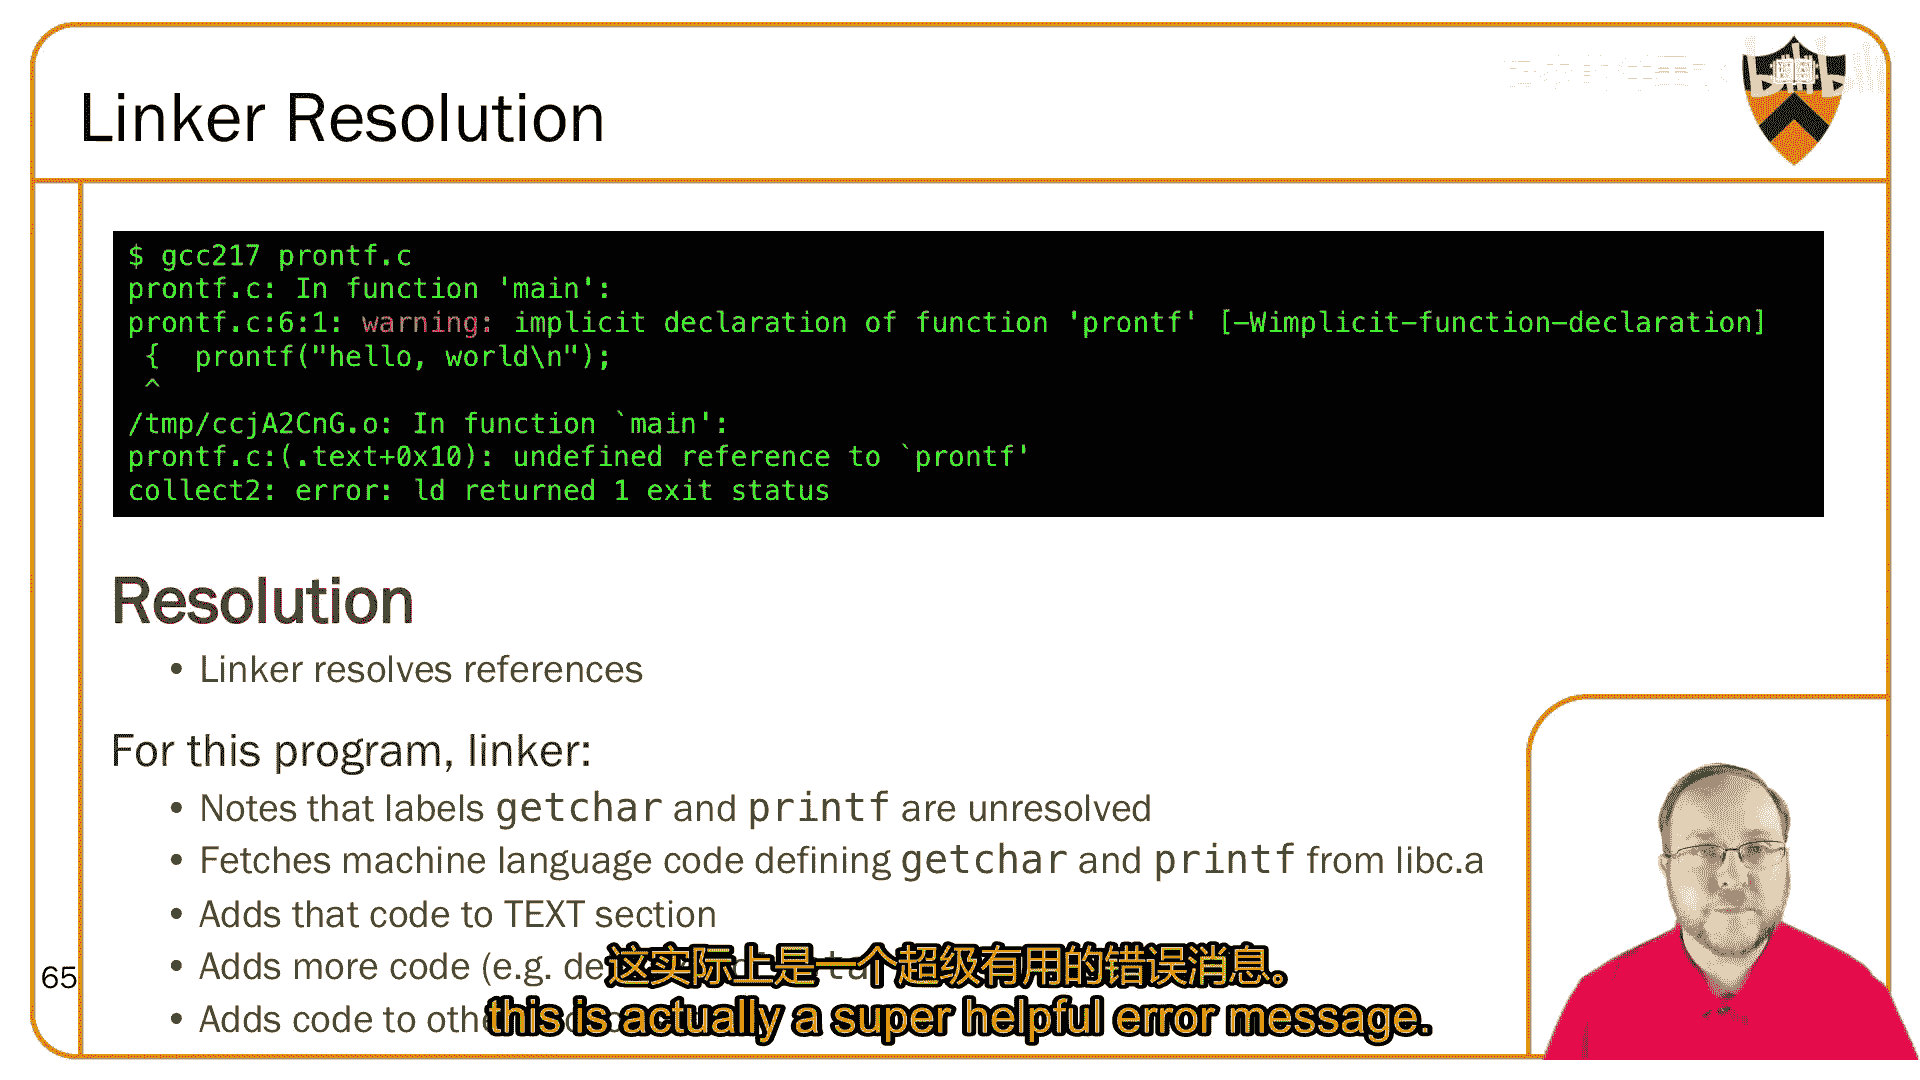 Linker Resolution
$ gcc217 prontf.c
prontf.c: In function 'main':
prontf.c:6:1: warning: implicit declaration of function 'prontf' [-Wimplicit-function-declaration]
{  prontf("hello, world\n");
^
/tmp/ccjA2CnG.o: In function `main':
prontf.c:(.text+0x10): undefined reference to `prontf'
collect2: error: ld returned 1 exit status
Resolution
• Linker resolves references
For this program, linker:
• Notes that labels getchar and printf are unresolved
• Fetches machine language code defining getchar and printf from libc.a
• Adds that code to TEXT section
• Adds more code (e.g.
• Adds code to
65
这实际上是一个超级有用的错误消息。
this is actually a super helpful error message.